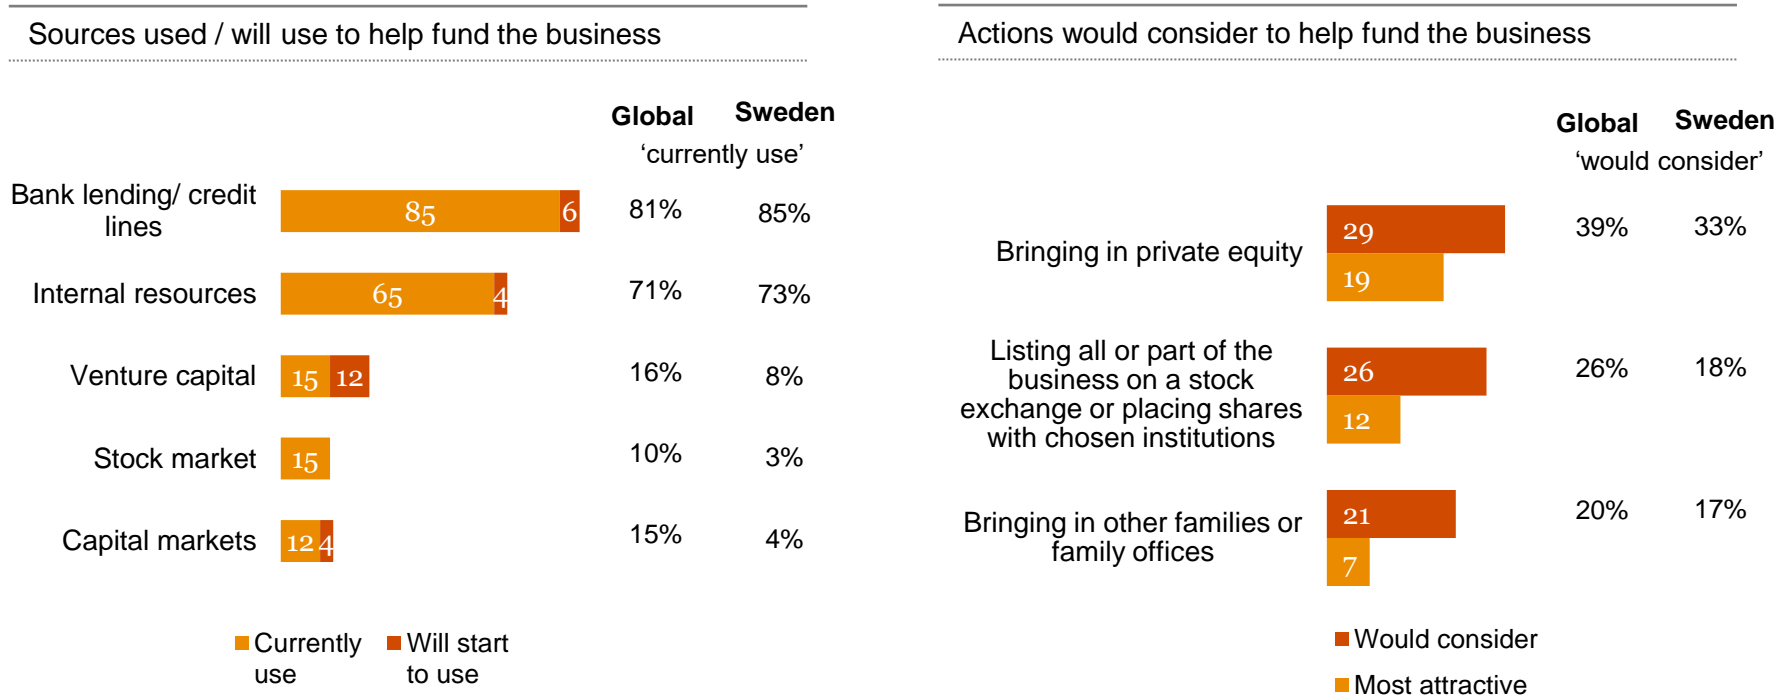 Sources used / will use to help fund the business
Global Sweden
‘currently use’
Bank lending/ credit
lines
85 6 81% 85%
Internal resources 65 4 71% 73%
Venture capital 15 12 16% 8%
Stock market 15 10% 3%
Capital markets 12 4 15% 4%
Currently
use
Will start
to use
Actions would consider to help fund the business
Global Sweden
‘would consider’
Bringing in private equity
29 39% 33%
19
Listing all or part of the
business on a stock
exchange or placing shares
with chosen institutions
26 26% 18%
12
Bringing in other families or
family offices
21 20% 17%
7
Would consider
Most attractive